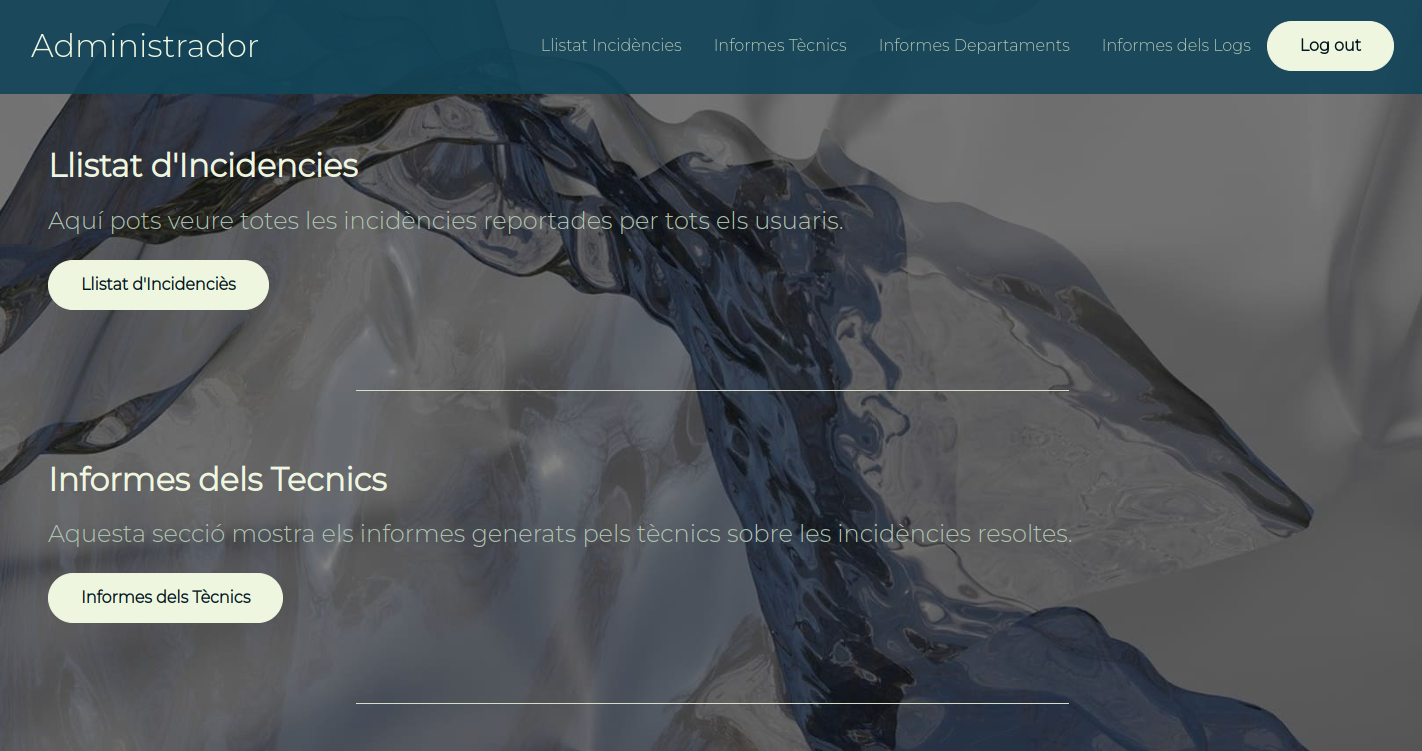 Administrador
Llistat Incidències
Informes Tècnics
Informes Departaments
Informes dels Logs
Log out
Llistat d'Incidencies
Aquí pots veure totes les incidències reportades per tots els usuaris.
Llistat d'Incidenciès
Informes dels Tecnics
Aquesta secció mostra els informes generats pels tècnics sobre les incidències resoltes.
Informes dels Tècnics